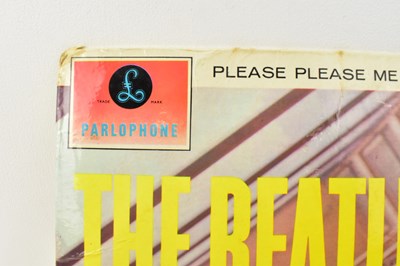 PLEASE PLEASE ME
£
TRADE MARK
PARLOPHONE
THE BEATL